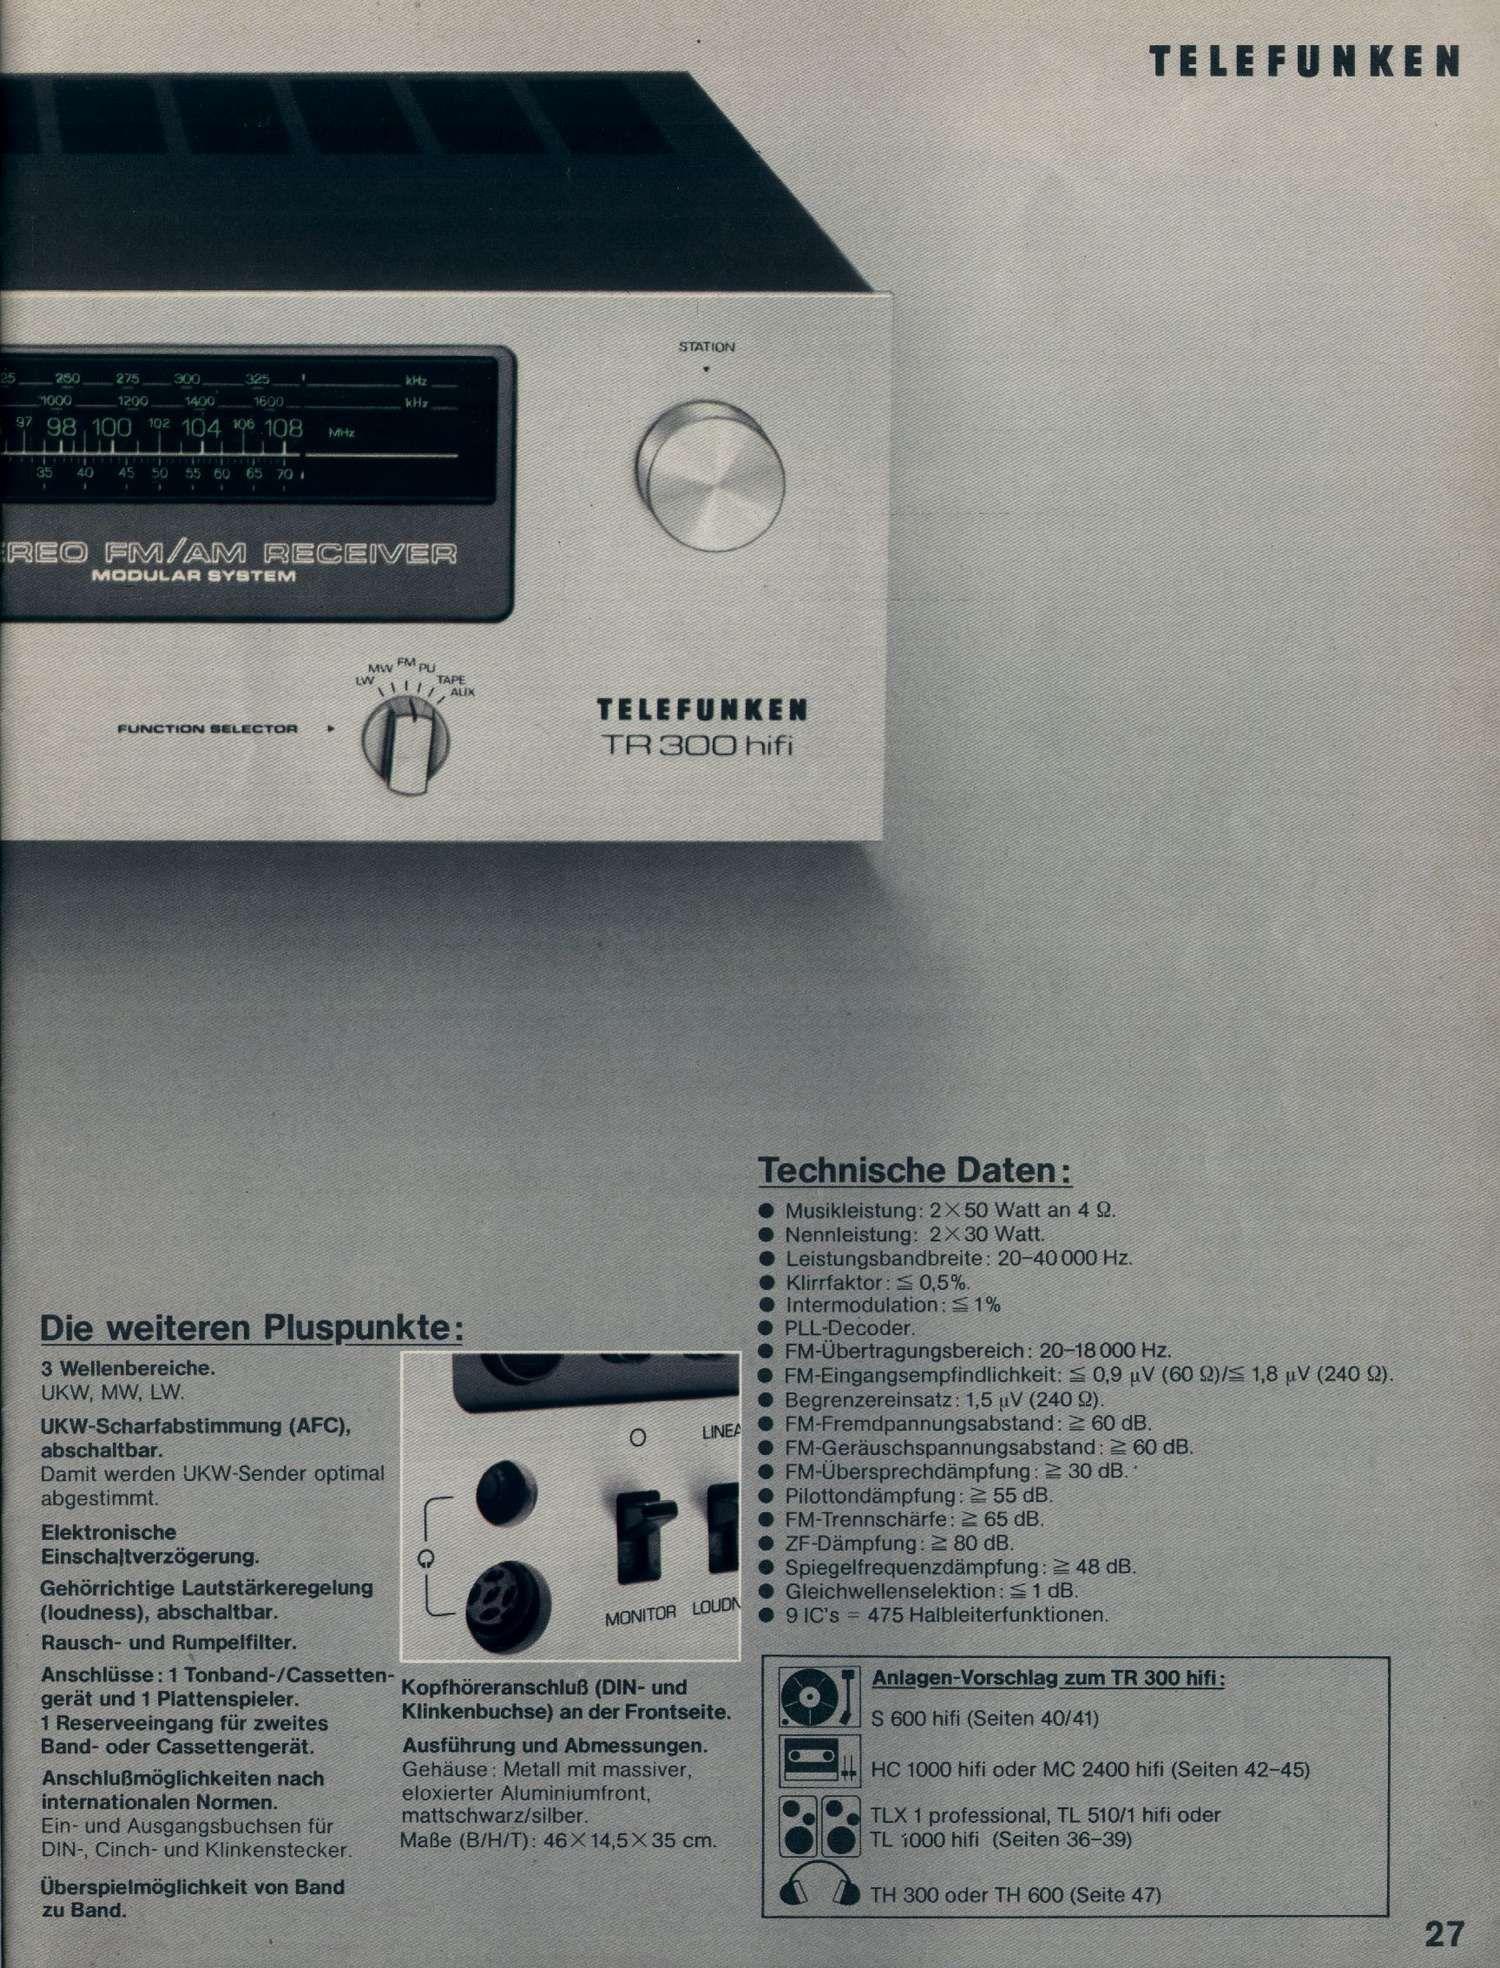 TELEFUNKEN
STATION
25 250 275 300 325 kHz
1000 1200 1400 1600 kHz
97 98 100 102 104 106 108 MHz
35 40 45 50 55 60 65 70
REO FM/AM RECEIVER
MODULAR SYSTEM
LW MW FM PU TAPE AUX
FUNCTION SELECTOR
TELEFUNKEN
TR 300 hifi
Die weiteren Pluspunkte:
3 Wellenbereiche.
UKW, MW, LW.
UKW-Scharfabstimmung (AFC),
abschaltbar.
Damit werden UKW-Sender optimal
abgestimmt.
Elektronische
Einschaltverzögerung.
Gehörrichtige Lautstärkeregelung
(loudness), abschaltbar.
Rausch- und Rumpelfilter.
Anschlüsse: 1 Tonband-/Cassetten-
gerät und 1 Plattenspieler.
1 Reserveeingang für zweites
Band- oder Cassettengerät.
Anschlußmöglichkeiten nach
internationalen Normen.
Ein- und Ausgangsbuchsen für
DIN-, Cinch- und Klinkenstecker.
Überspielmöglichkeit von Band
zu Band.
LINEA
MONITOR LOUDN
Kopfhöreranschluß (DIN- und
Klinkenbuchse) an der Frontseite.
Ausführung und Abmessungen.
Gehäuse: Metall mit massiver,
eloxierter Aluminiumfront,
mattschwarz/silber.
Maße (B/H/T): 46×14,5×35 cm.
Technische Daten:
● Musikleistung: 2×50 Watt an 4 Ω.
● Nennleistung: 2×30 Watt.
● Leistungsbandbreite: 20–40 000 Hz.
● Klirrfaktor: ≦ 0,5%.
● Intermodulation: ≦ 1%
● PLL-Decoder.
● FM-Übertragungsbereich: 20–18 000 Hz.
● FM-Eingangsempfindlichkeit: ≦ 0,9 µV (60 Ω)/≦ 1,8 µV (240 Ω).
● Begrenzereinsatz: 1,5 µV (240 Ω).
● FM-Fremdpannungsabstand: ≧ 60 dB.
● FM-Geräuschspannungsabstand: ≧ 60 dB.
● FM-Übersprechdämpfung: ≧ 30 dB.
● Pilottondämpfung: ≧ 55 dB.
● FM-Trennschärfe: ≧ 65 dB.
● ZF-Dämpfung: ≧ 80 dB.
● Spiegelfrequenzdämpfung: ≧ 48 dB.
● Gleichwellenselektion: ≦ 1 dB.
● 9 IC's = 475 Halbleiterfunktionen.
Anlagen-Vorschlag zum TR 300 hifi:
S 600 hifi (Seiten 40/41)
HC 1000 hifi oder MC 2400 hifi (Seiten 42–45)
TLX 1 professional, TL 510/1 hifi oder
TL 1000 hifi (Seiten 36–39)
TH 300 oder TH 600 (Seite 47)
27